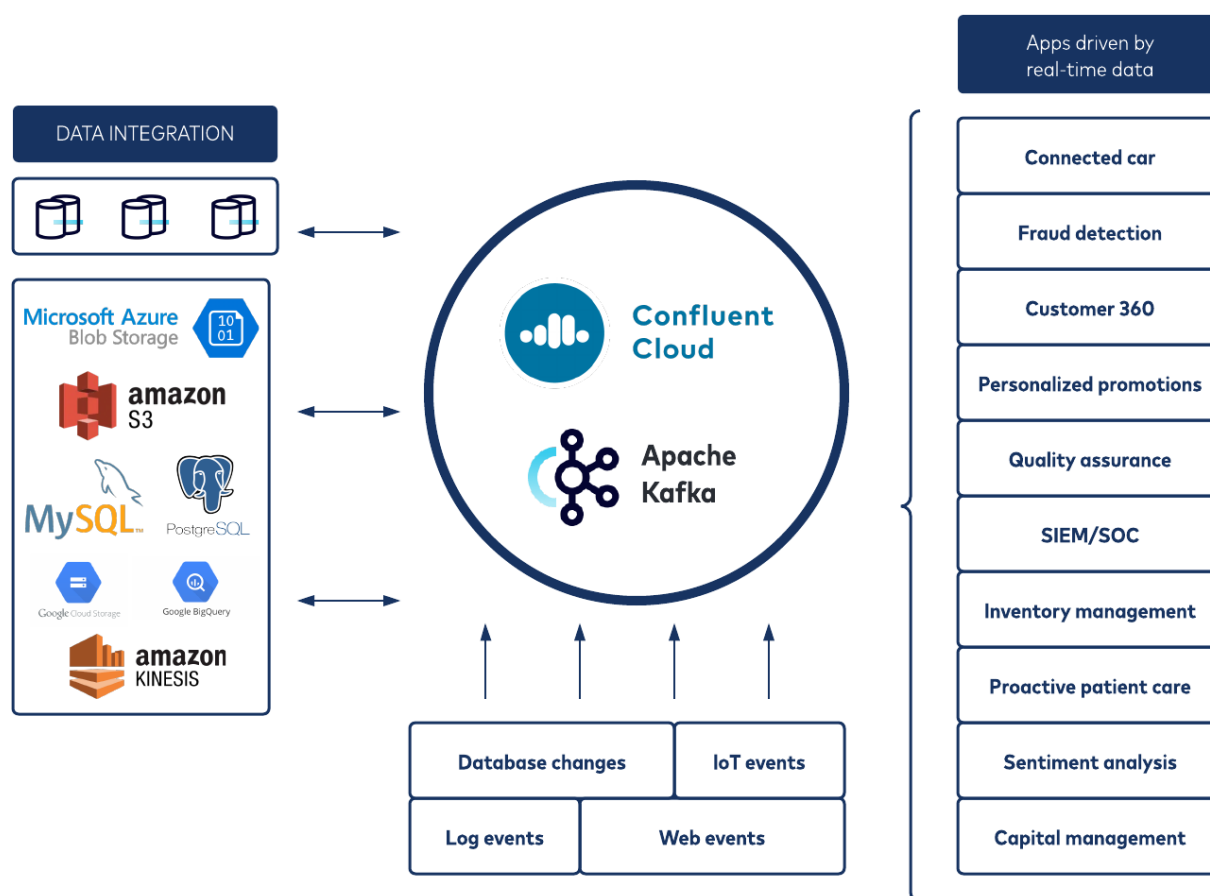 Apps driven by
real-time data
DATA INTEGRATION
Microsoft Azure
Blob Storage
10
01
amazon
S3
MySQL™
PostgreSQL
Google Cloud Storage
Google BigQuery
amazon
KINESIS
Confluent
Cloud
Apache
Kafka
Database changes
IoT events
Log events
Web events
Connected car
Fraud detection
Customer 360
Personalized promotions
Quality assurance
SIEM/SOC
Inventory management
Proactive patient care
Sentiment analysis
Capital management